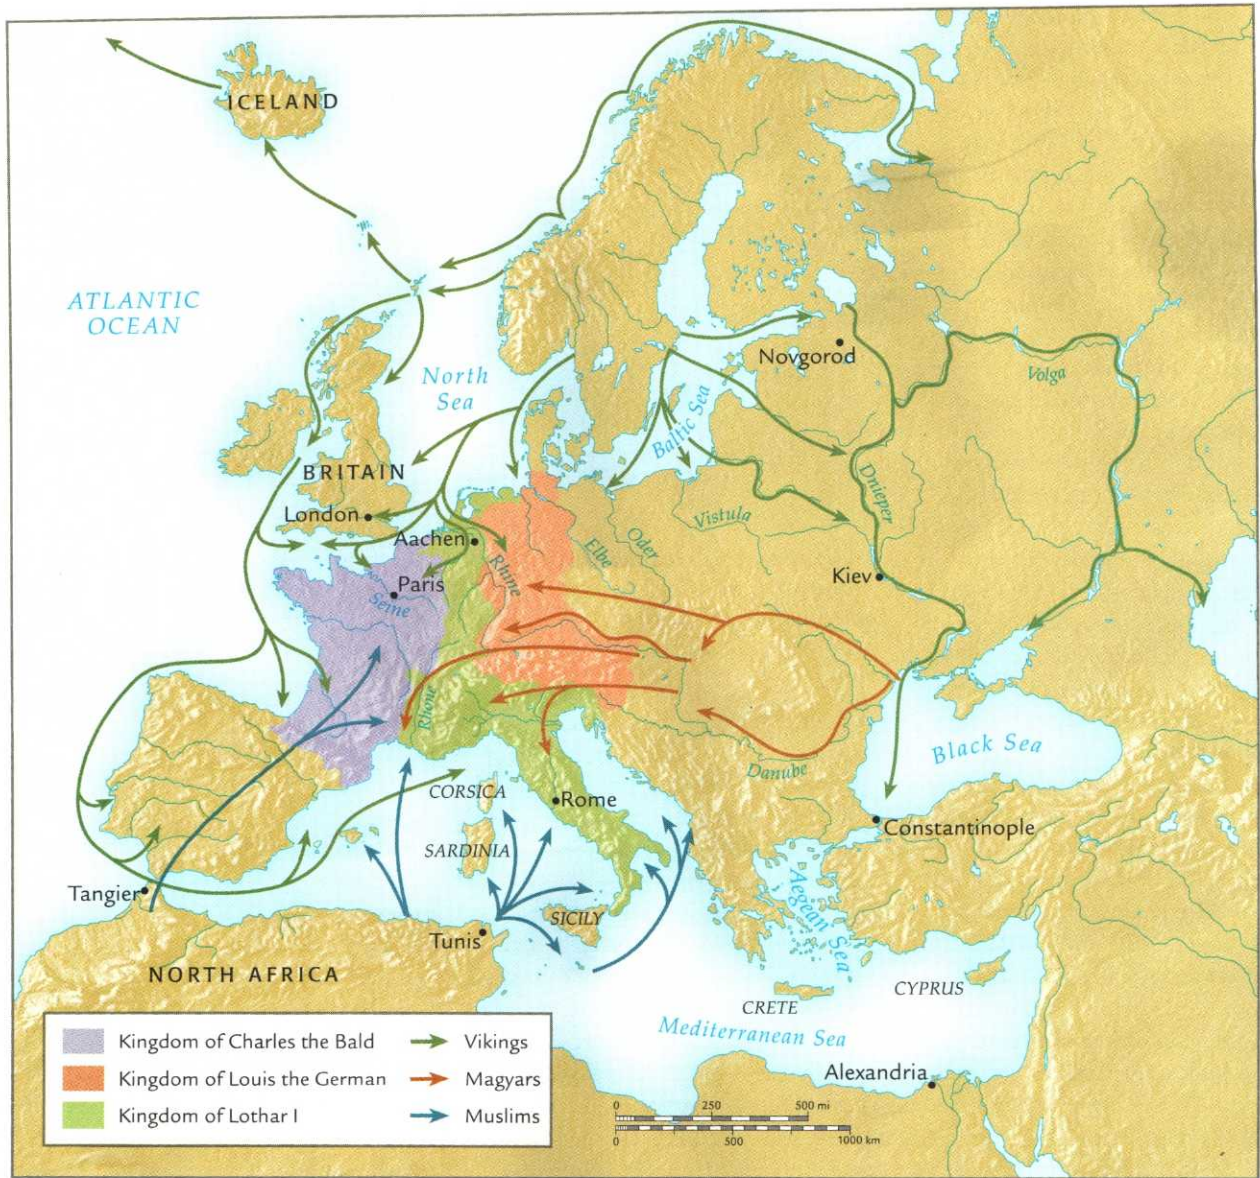 ICELAND
ATLANTIC
OCEAN
North
Sea
Novgorod
Volga
Baltic Sea
BRITAIN
London
Aachen
Dnieper
Vistula
Oder
Elbe
Rhine
Kiev
Paris
Seine
Rhone
Black Sea
Danube
CORSICA
Rome
Constantinople
SARDINIA
Tangier
Aegean Sea
SICILY
Tunis
NORTH AFRICA
CYPRUS
CRETE
Mediterranean Sea
Alexandria
Kingdom of Charles the Bald
Vikings
Kingdom of Louis the German
Magyars
Kingdom of Lothar I
Muslims
0 250 500 mi
0 500 1000 km